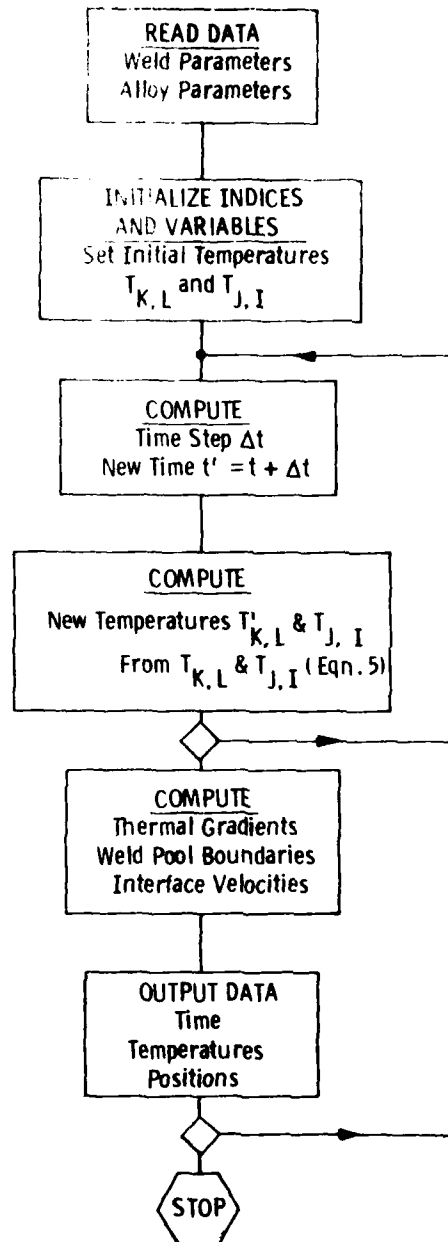 READ DATA
Weld Parameters
Alloy Parameters
INITIALIZE INDICES
AND VARIABLES
Set Initial Temperatures
T K, L and T J, I
COMPUTE
Time Step Δt
New Time t' = t + Δt
COMPUTE
New Temperatures T' K, L & T J, I
From T K, L & T J, I (Eqn. 5)
COMPUTE
Thermal Gradients
Weld Pool Boundaries
Interface Velocities
OUTPUT DATA
Time
Temperatures
Positions
STOP